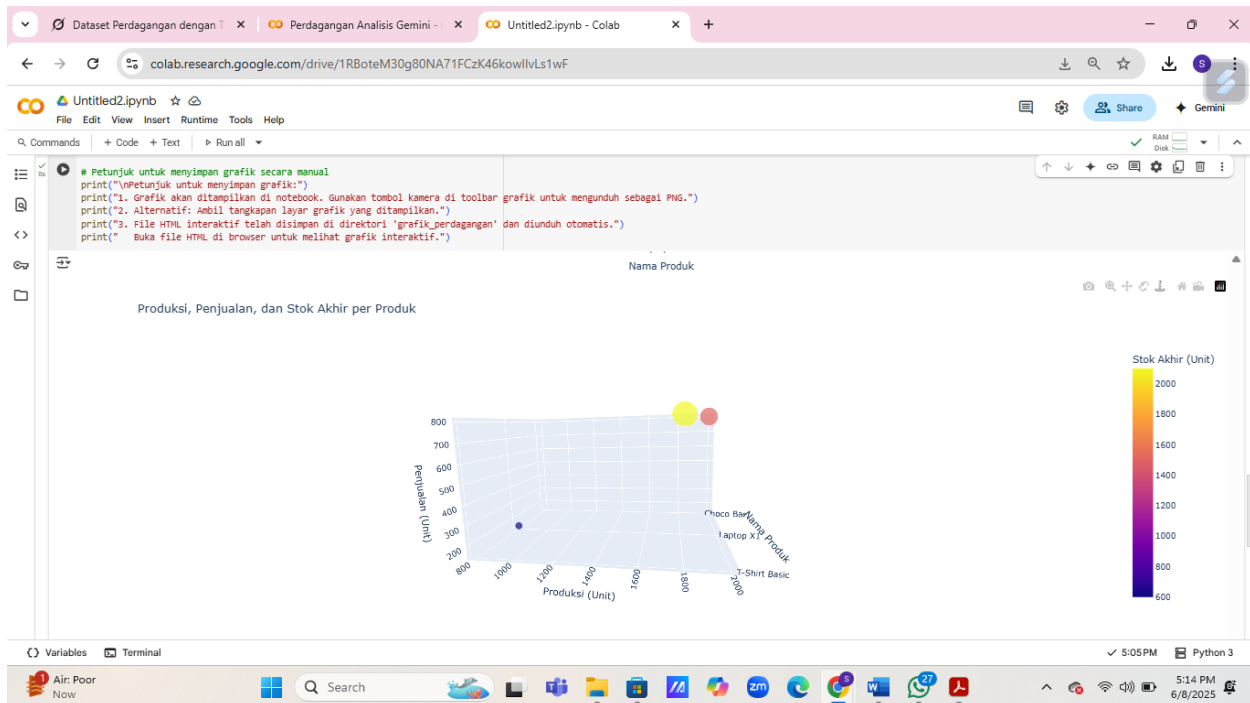 Dataset Perdagangan dengan T
Perdagangan Analisis Gemini -
Untitled2.ipynb - Colab
colab.research.google.com/drive/1RBoteM30g80NA71FCzK46kowIIvLs1wF
S
Untitled2.ipynb
File Edit View Insert Runtime Tools Help
Share
Gemini
Commands + Code + Text Run all
RAM
Disk
0s
# Petunjuk untuk menyimpan grafik secara manual
print("\nPetunjuk untuk menyimpan grafik:")
print("1. Grafik akan ditampilkan di notebook. Gunakan tombol kamera di toolbar grafik untuk mengunduh sebagai PNG.")
print("2. Alternatif: Ambil tangkapan layar grafik yang ditampilkan.")
print("3. File HTML interaktif telah disimpan di direktori 'grafik_perdagangan' dan diunduh otomatis.")
print("   Buka file HTML di browser untuk melihat grafik interaktif.")
Nama Produk
Produksi, Penjualan, dan Stok Akhir per Produk
Stok Akhir (Unit)
2000
1800
1600
1400
1200
1000
800
600
800
700
600
500
400
300
200
Penjualan (Unit)
800
1000
1200
1400
1600
1800
2000
Produksi (Unit)
Choco Bar
Laptop X1
T-Shirt Basic
Nama Produk
Variables Terminal
5:05 PM Python 3
1
Air: Poor
Now
Search
zm
S
27
5:14 PM
6/8/2025